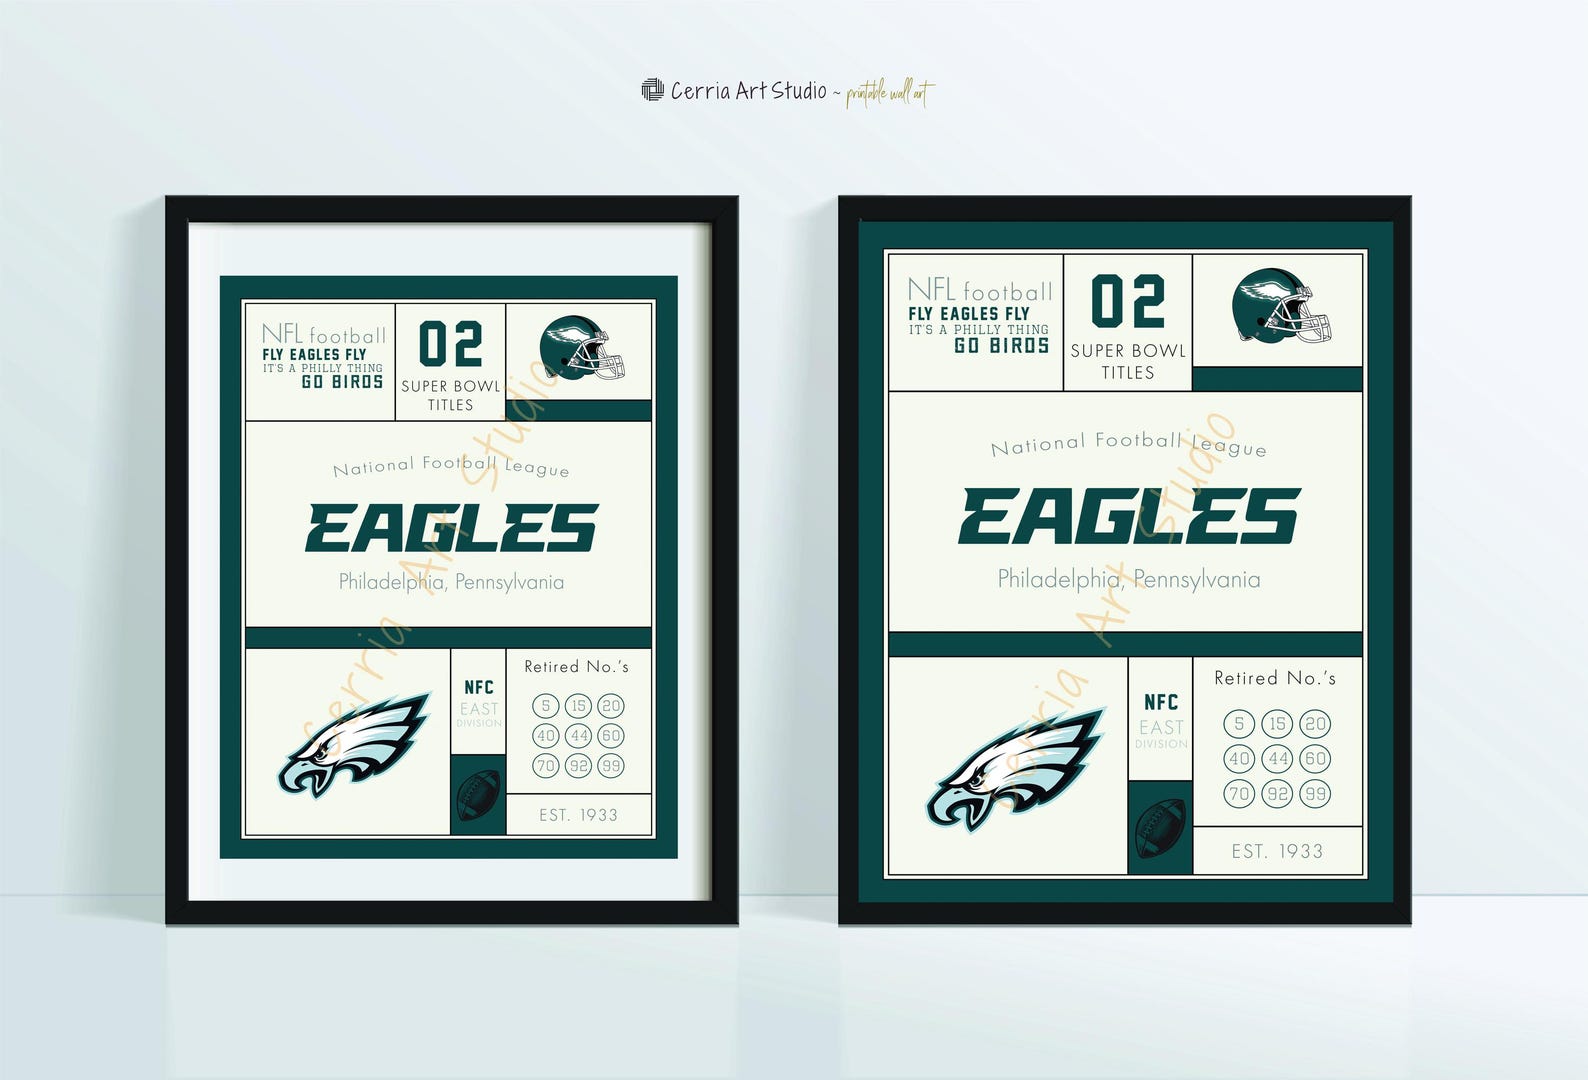 Cerria Art Studio ~ printable wall art
NFL football
FLY EAGLES FLY
IT'S A PHILLY THING
GO BIRDS
02
SUPER BOWL
TITLES
National Football League
EAGLES
Philadelphia, Pennsylvania
NFC
EAST
DIVISION
Retired No.'s
5 15 20
40 44 60
70 92 99
EST. 1933
Cerria Art Studio
NFL football
FLY EAGLES FLY
IT'S A PHILLY THING
GO BIRDS
02
SUPER BOWL
TITLES
National Football League
EAGLES
Philadelphia, Pennsylvania
NFC
EAST
DIVISION
Retired No.'s
5 15 20
40 44 60
70 92 99
EST. 1933
Cerria Art Studio